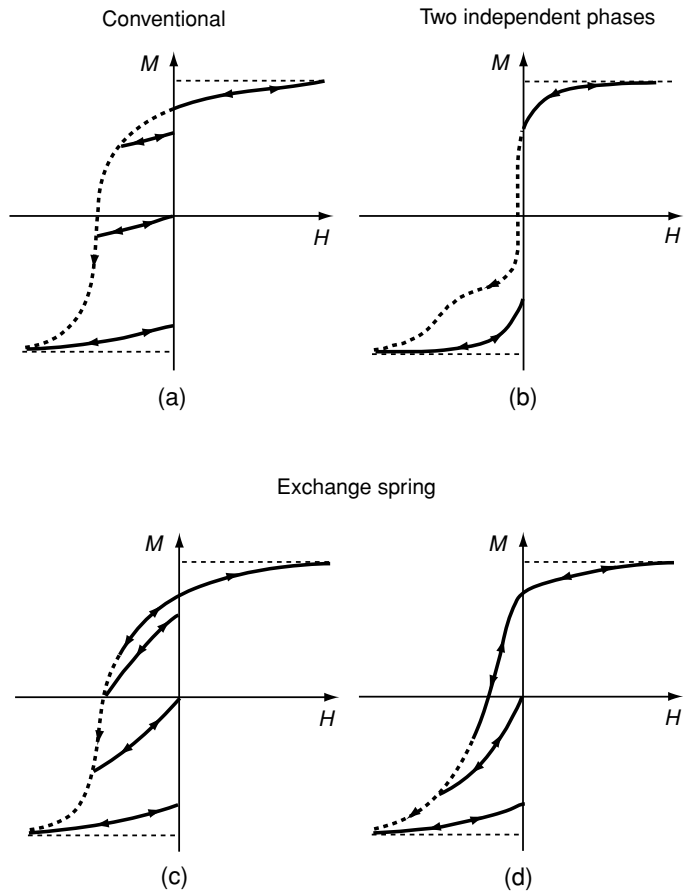 Conventional
Two independent phases
M
M
H
H
(a)
(b)
Exchange spring
M
M
H
H
(c)
(d)